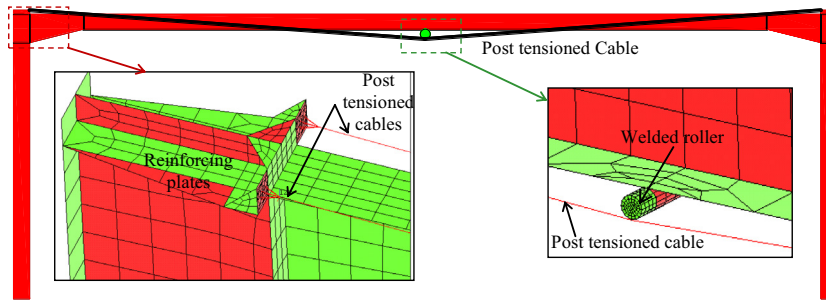 Post tensioned Cable
Post
tensioned
cables
Reinforcing
plates
Welded roller
Post tensioned cable